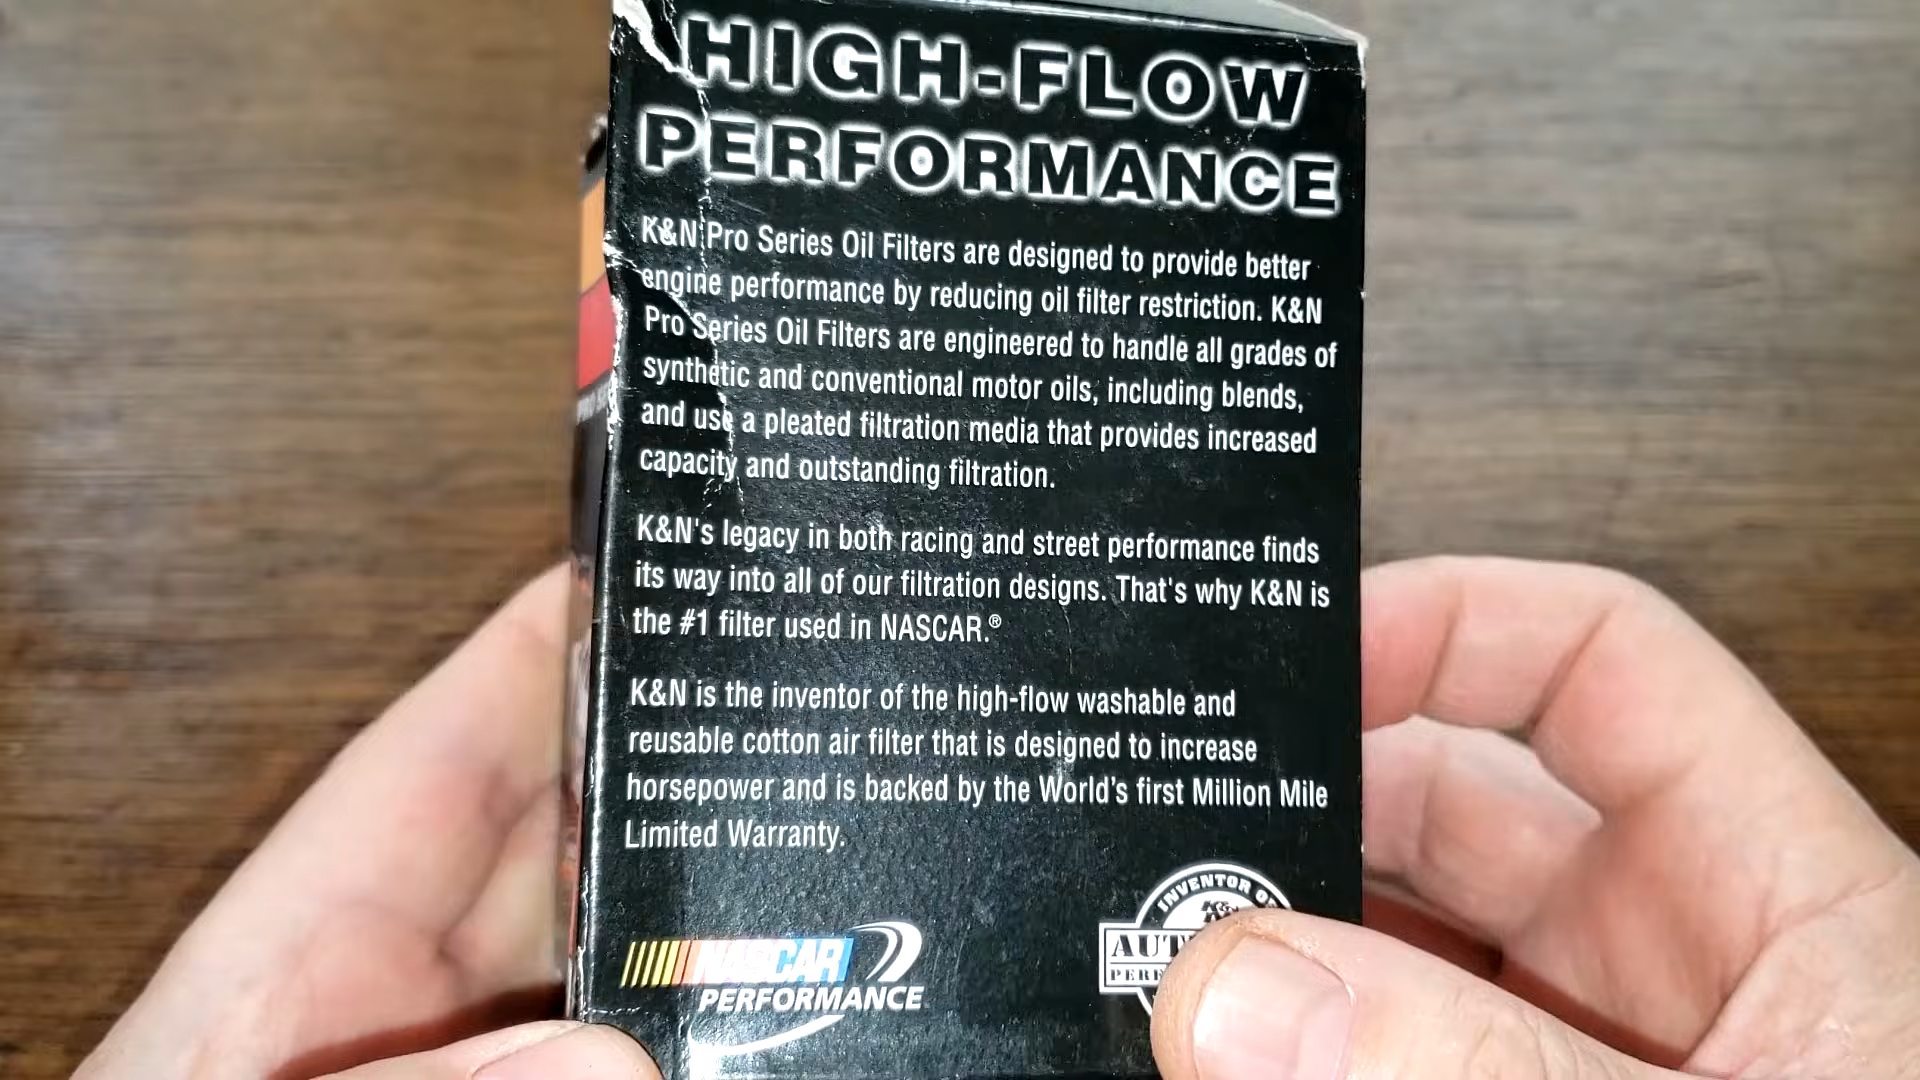 HIGH-FLOW
PERFORMANCE
K&N Pro Series Oil Filters are designed to provide better
engine performance by reducing oil filter restriction. K&N
Pro Series Oil Filters are engineered to handle all grades of
synthetic and conventional motor oils, including blends,
and use a pleated filtration media that provides increased
capacity and outstanding filtration.
K&N's legacy in both racing and street performance finds
its way into all of our filtration designs. That's why K&N is
the #1 filter used in NASCAR.®
K&N is the inventor of the high-flow washable and
reusable cotton air filter that is designed to increase
horsepower and is backed by the World's first Million Mile
Limited Warranty.
NASCAR
PERFORMANCE
INVENTOR
K&N